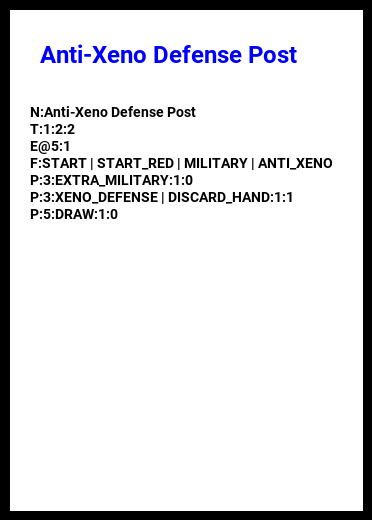 Anti-Xeno Defense Post
N:Anti-Xeno Defense Post
T:1:2:2
E@5:1
F:START | START_RED | MILITARY | ANTI_XENO
P:3:EXTRA_MILITARY:1:0
P:3:XENO_DEFENSE | DISCARD_HAND:1:1
P:5:DRAW:1:0